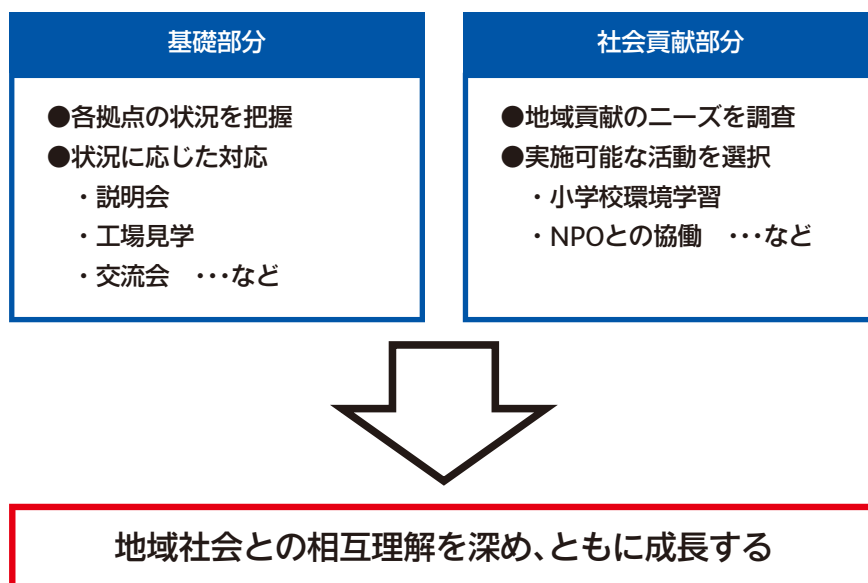 基礎部分
●各拠点の状況を把握
●状況に応じた対応
・説明会
・工場見学
・交流会　･･･など
社会貢献部分
●地域貢献のニーズを調査
●実施可能な活動を選択
・小学校環境学習
・NPOとの協働　･･･など
地域社会との相互理解を深め、ともに成長する